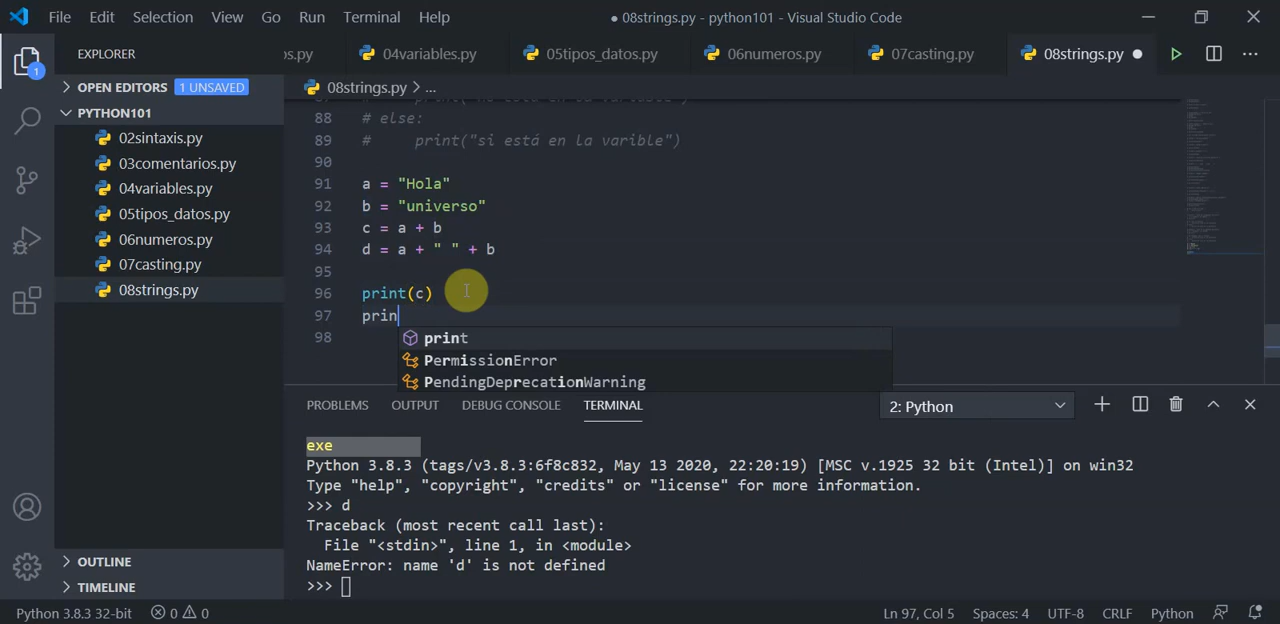 File Edit Selection View Go Run Terminal Help ● 08strings.py - python101 - Visual Studio Code
EXPLORER os.py 04variables.py 05tipos_datos.py 06numeros.py 07casting.py 08strings.py
OPEN EDITORS 1 UNSAVED
08strings.py > ...
PYTHON101
02sintaxis.py
03comentarios.py
04variables.py
05tipos_datos.py
06numeros.py
07casting.py
08strings.py
88 # else:
89 #     print("si está en la varible")
90
91 a = "Hola"
92 b = "universo"
93 c = a + b
94 d = a + " " + b
95
96 print(c)
97 prin
98
print
PermissionError
PendingDeprecationWarning
PROBLEMS OUTPUT DEBUG CONSOLE TERMINAL 2: Python
exe
Python 3.8.3 (tags/v3.8.3:6f8c832, May 13 2020, 22:20:19) [MSC v.1925 32 bit (Intel)] on win32
Type "help", "copyright", "credits" or "license" for more information.
>>> d
Traceback (most recent call last):
  File "<stdin>", line 1, in <module>
NameError: name 'd' is not defined
>>>
OUTLINE
TIMELINE
1
Python 3.8.3 32-bit 0 0 Ln 97, Col 5 Spaces: 4 UTF-8 CRLF Python